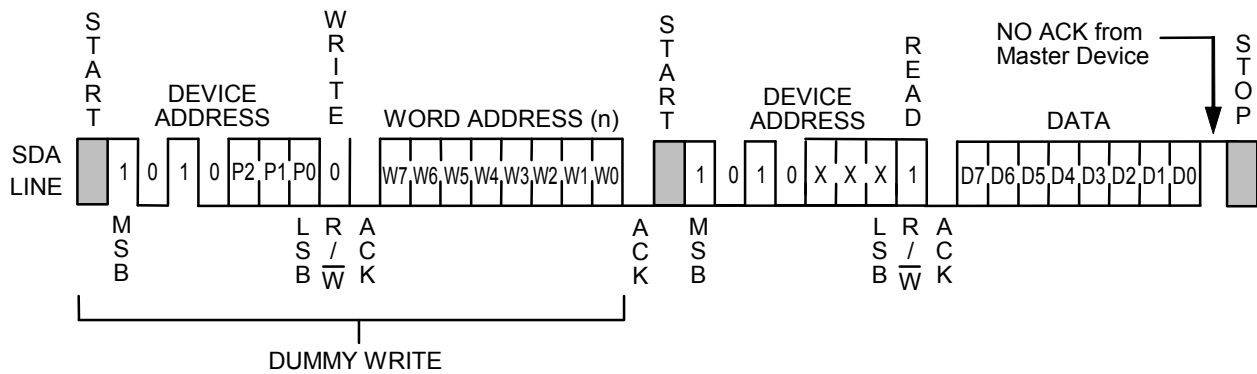 START
WRITE
START
READ
NO ACK from
Master Device
STOP
DEVICE
ADDRESS
WORD ADDRESS (n)
DEVICE
ADDRESS
DATA
SDA
LINE
1 0 1 0 P2 P1 P0 0 W7 W6 W5 W4 W3 W2 W1 W0 1 0 1 0 X X X 1 D7 D6 D5 D4 D3 D2 D1 D0
MSB
LSB
R/W
ACK
ACK
MSB
LSB
R/W
ACK
DUMMY WRITE